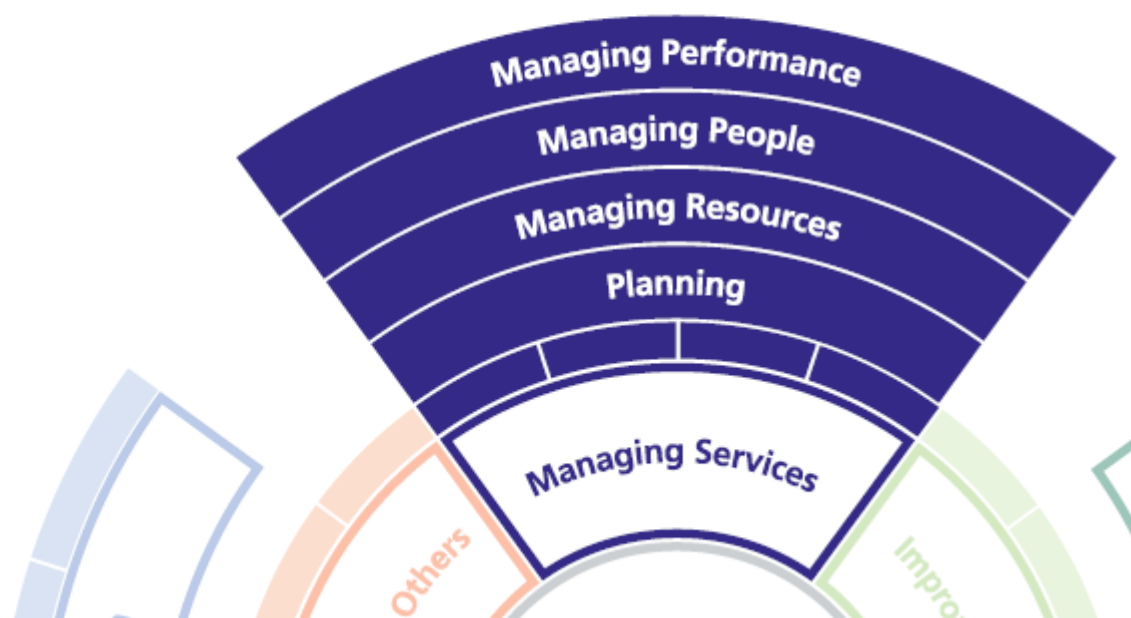 Managing Performance
Managing People
Managing Resources
Planning
Managing Services
Others